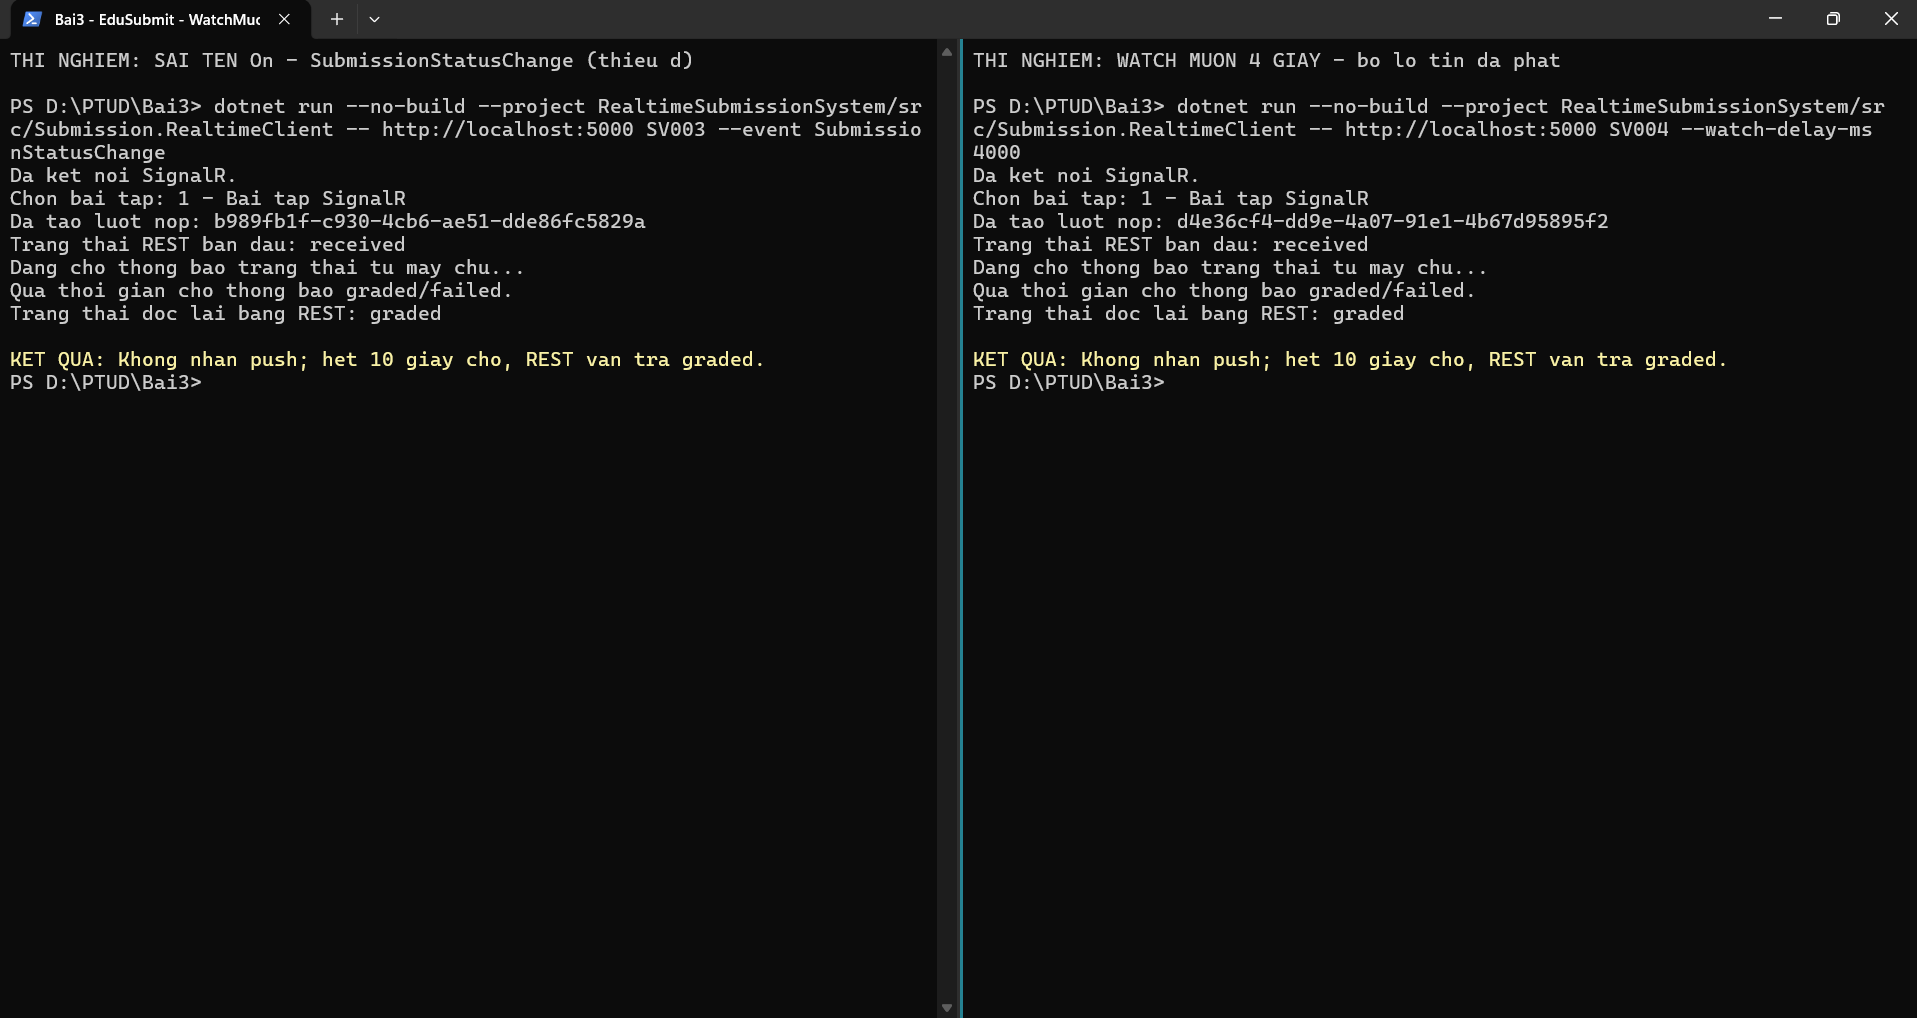 Bai3 - EduSubmit - WatchMuc
THI NGHIEM: SAI TEN On - SubmissionStatusChange (thieu d)
PS D:\PTUD\Bai3> dotnet run --no-build --project RealtimeSubmissionSystem/sr
c/Submission.RealtimeClient -- http://localhost:5000 SV003 --event Submissio
nStatusChange
Da ket noi SignalR.
Chon bai tap: 1 - Bai tap SignalR
Da tao luot nop: b989fb1f-c930-4cb6-ae51-dde86fc5829a
Trang thai REST ban dau: received
Dang cho thong bao trang thai tu may chu...
Qua thoi gian cho thong bao graded/failed.
Trang thai doc lai bang REST: graded
KET QUA: Khong nhan push; het 10 giay cho, REST van tra graded.
PS D:\PTUD\Bai3>
THI NGHIEM: WATCH MUON 4 GIAY - bo lo tin da phat
PS D:\PTUD\Bai3> dotnet run --no-build --project RealtimeSubmissionSystem/sr
c/Submission.RealtimeClient -- http://localhost:5000 SV004 --watch-delay-ms
4000
Da ket noi SignalR.
Chon bai tap: 1 - Bai tap SignalR
Da tao luot nop: d4e36cf4-dd9e-4a07-91e1-4b67d95895f2
Trang thai REST ban dau: received
Dang cho thong bao trang thai tu may chu...
Qua thoi gian cho thong bao graded/failed.
Trang thai doc lai bang REST: graded
KET QUA: Khong nhan push; het 10 giay cho, REST van tra graded.
PS D:\PTUD\Bai3>